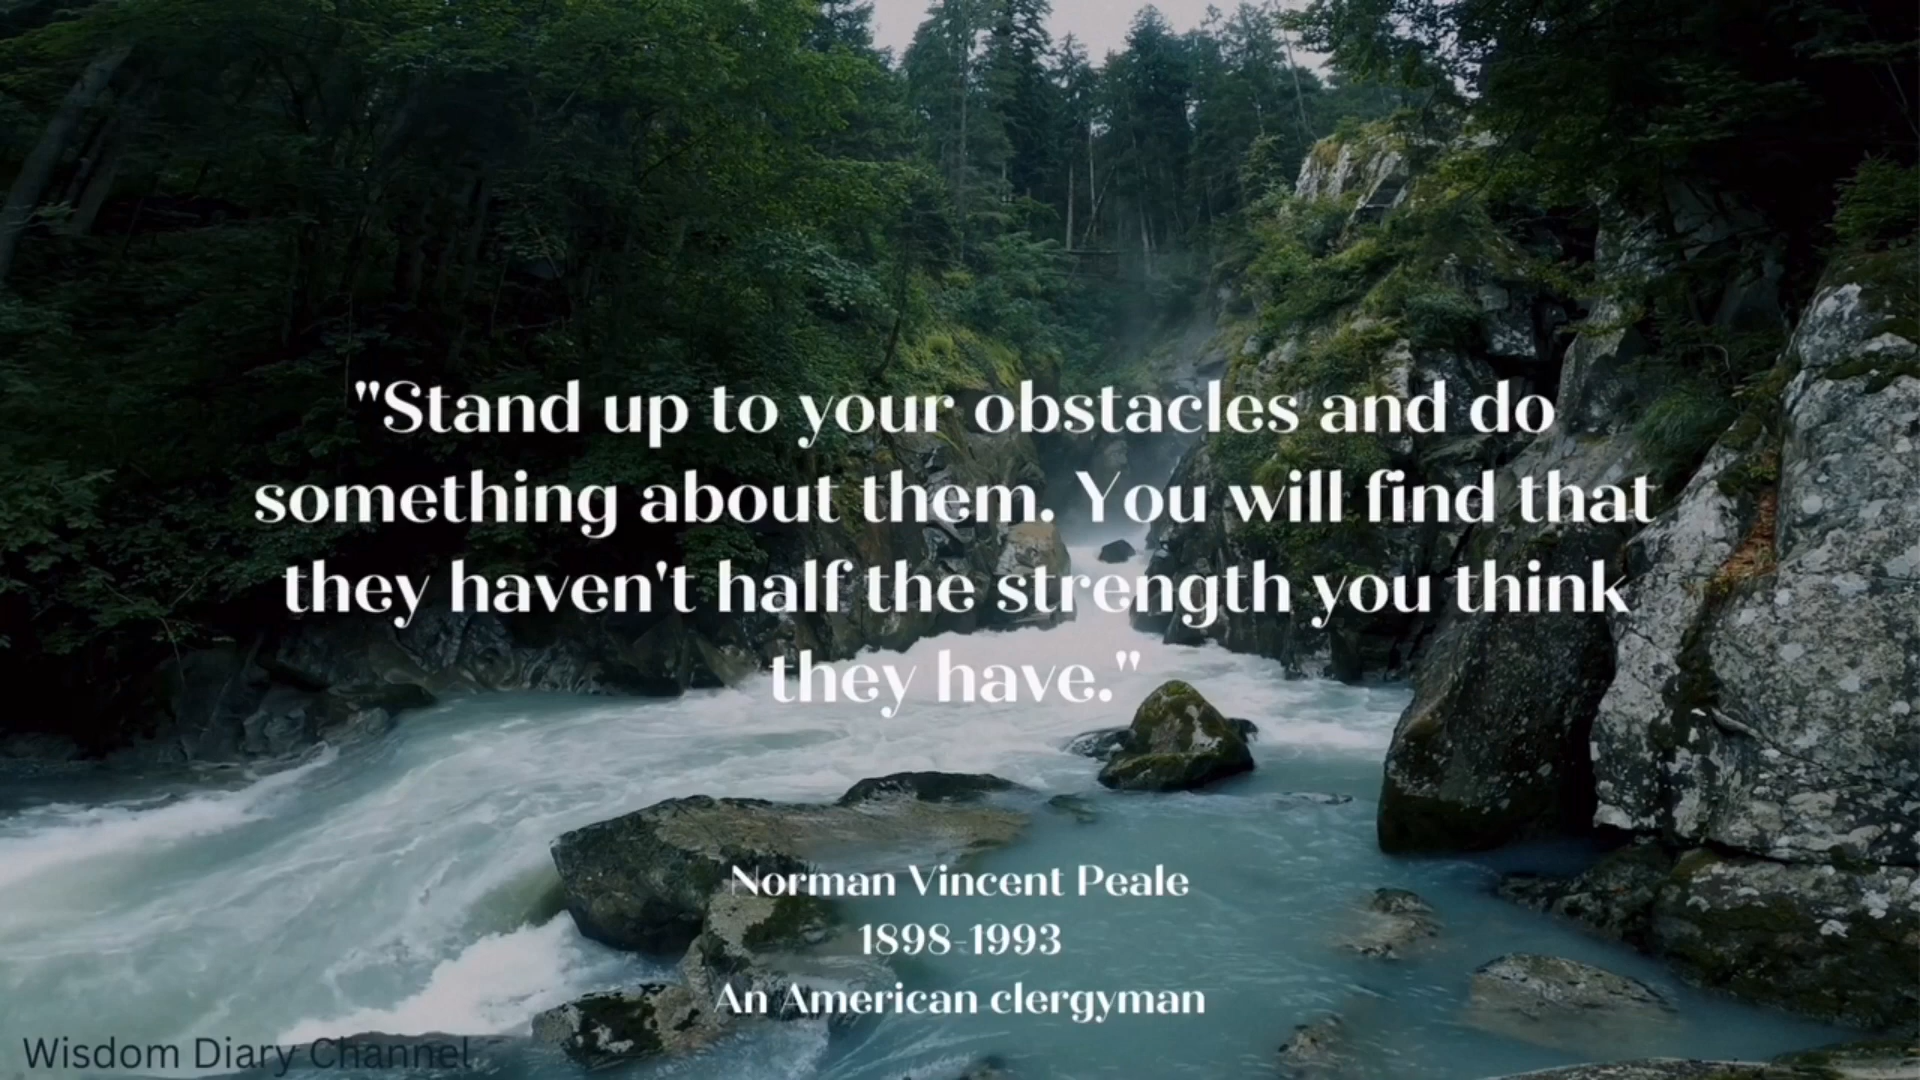 "Stand up to your obstacles and do
something about them. You will find that
they haven't half the strength you think
they have."
Norman Vincent Peale
1898-1993
An American clergyman
Wisdom Diary Channel